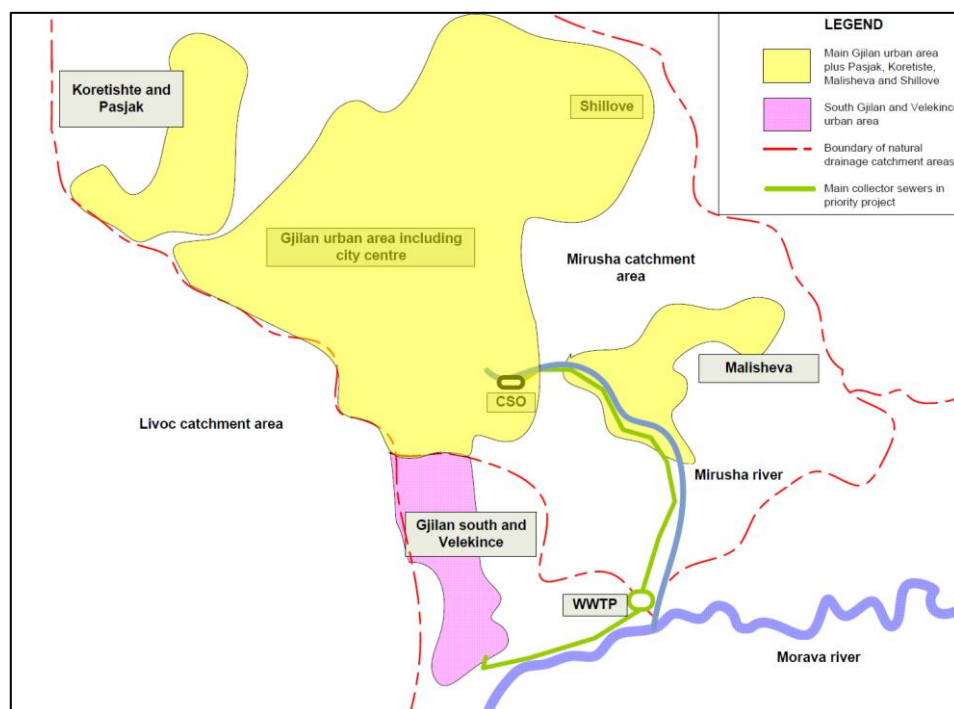 LEGEND
Main Gjilan urban area
plus Pasjak, Koretiste,
Malisheva and Shillove
South Gjilan and Velekince
urban area
Boundary of natural
drainage catchment areas
Main collector sewers in
priority project
Koretishte and
Pasjak
Shillove
Gjilan urban area including
city centre
Mirusha catchment
area
Malisheva
CSO
Livoc catchment area
Mirusha river
Gjilan south and
Velekince
WWTP
Morava river